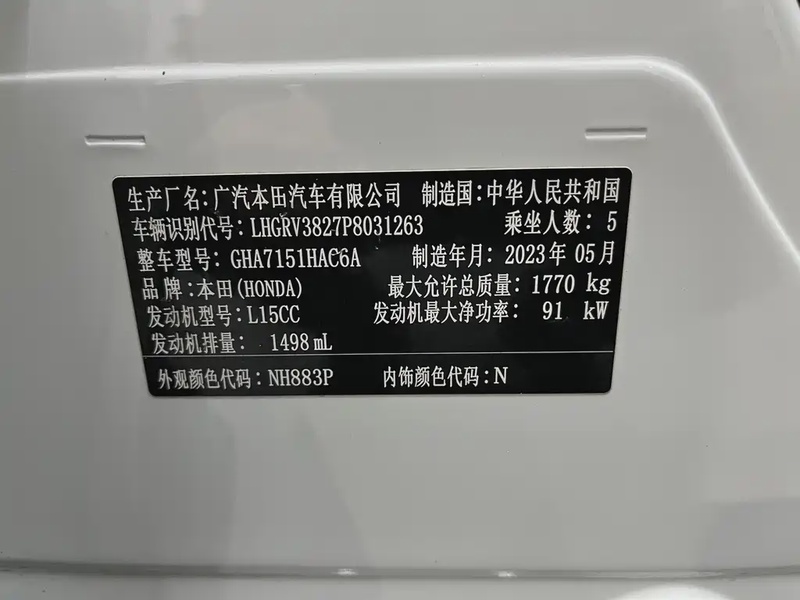 生产厂名：广汽本田汽车有限公司 制造国：中华人民共和国
车辆识别代号：LHGRV3827P8031263 乘坐人数：5
整车型号：GHA7151HAC6A 制造年月：2023年05月
品牌：本田(HONDA) 最大允许总质量：1770 kg
发动机型号：L15CC 发动机最大净功率：91 kW
发动机排量：1498 mL
外观颜色代码：NH883P 内饰颜色代码：N